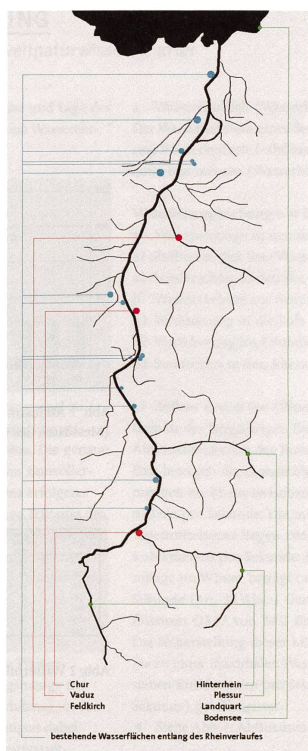 Chur
Vaduz
Feldkirch
Hinterrhein
Plessur
Landquart
Bodensee
bestehende Wasserflächen entlang des Rheinverlaufes